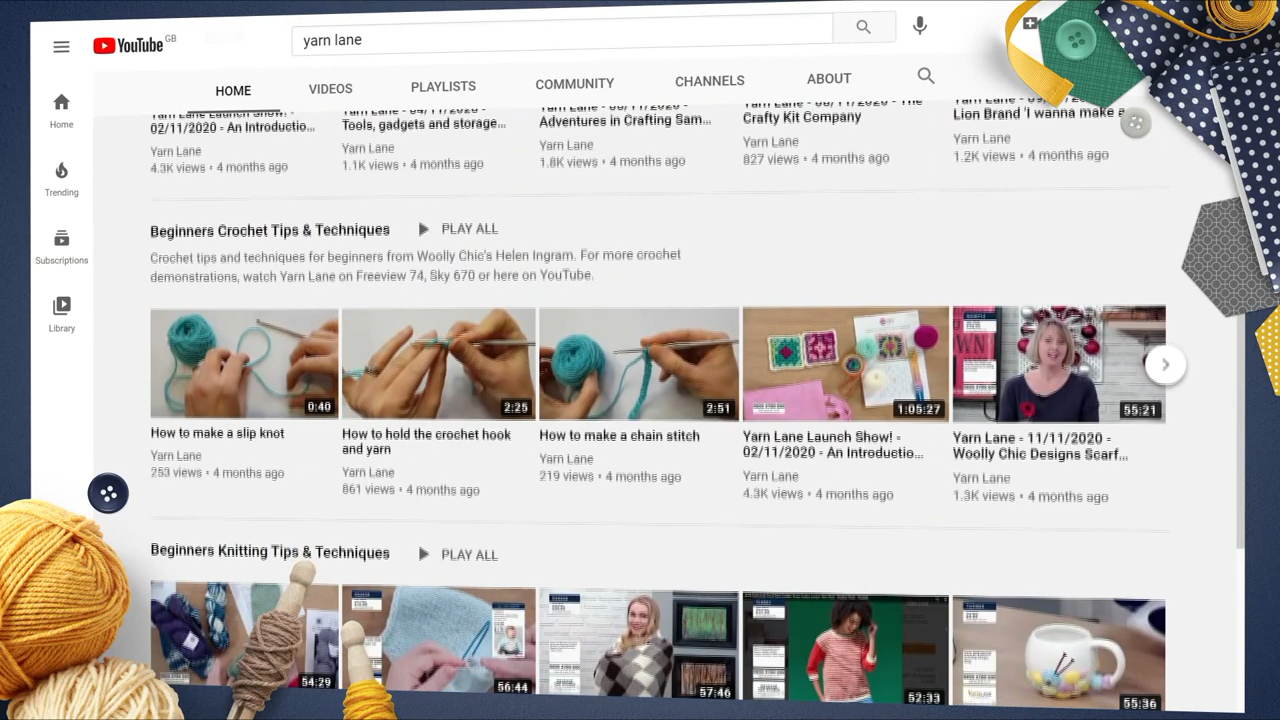 YouTube GB
yarn lane
HOME VIDEOS PLAYLISTS COMMUNITY CHANNELS ABOUT
Home
Trending
Subscriptions
Library
Yarn Lane Launch Show! -
02/11/2020 - An Introductio...
Yarn Lane
4.3K views • 4 months ago
Tools, gadgets and storage...
Yarn Lane
1.1K views • 4 months ago
Adventures in Crafting Sam...
Yarn Lane
1.8K views • 4 months ago
Yarn Lane - 08/11/2020 - The
Crafty Kit Company
Yarn Lane
827 views • 4 months ago
Lion Brand 'I wanna make a
Yarn Lane
1.2K views • 4 months ago
Beginners Crochet Tips & Techniques PLAY ALL
Crochet tips and techniques for beginners from Woolly Chic's Helen Ingram. For more crochet
demonstrations, watch Yarn Lane on Freeview 74, Sky 670 or here on YouTube.
0:40
How to make a slip knot
Yarn Lane
253 views • 4 months ago
2:25
How to hold the crochet hook
and yarn
Yarn Lane
861 views • 4 months ago
2:51
How to make a chain stitch
Yarn Lane
219 views • 4 months ago
1:05:27
Yarn Lane Launch Show! -
02/11/2020 - An Introductio...
Yarn Lane
4.3K views • 4 months ago
55:21
Yarn Lane - 11/11/2020 -
Woolly Chic Designs Scarf...
Yarn Lane
1.3K views • 4 months ago
Beginners Knitting Tips & Techniques PLAY ALL
54:29
56:44
57:46
52:33
55:36